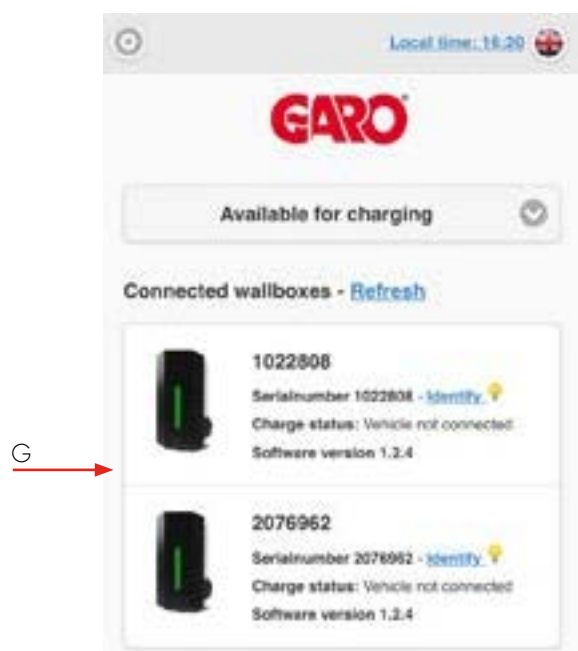 Local time: 16:20
GARO
Available for charging
Connected wallboxes - Refresh
1022808
Serialnumber 1022808 - Identify
Charge status: Vehicle not connected
Software version 1.2.4
G
2076962
Serialnumber 2076962 - Identify
Charge status: Vehicle not connected
Software version 1.2.4